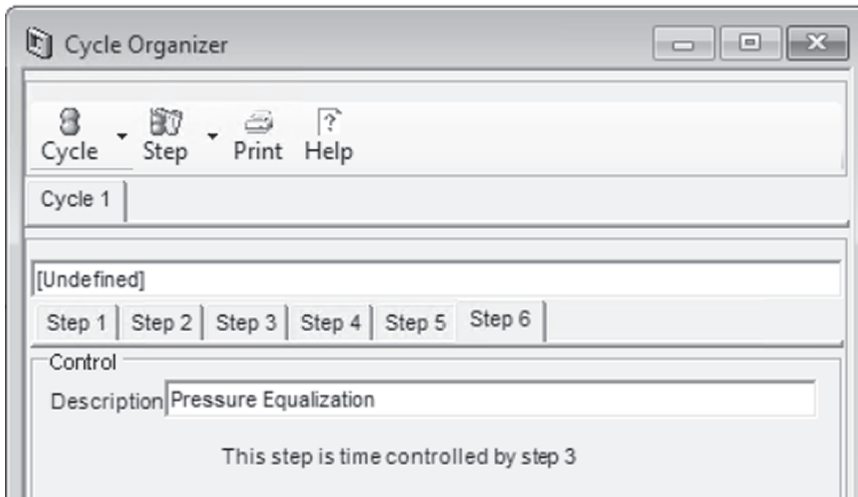 Cycle Organizer
Cycle Step Print Help
Cycle 1
[Undefined]
Step 1 Step 2 Step 3 Step 4 Step 5 Step 6
Control
Description Pressure Equalization
This step is time controlled by step 3